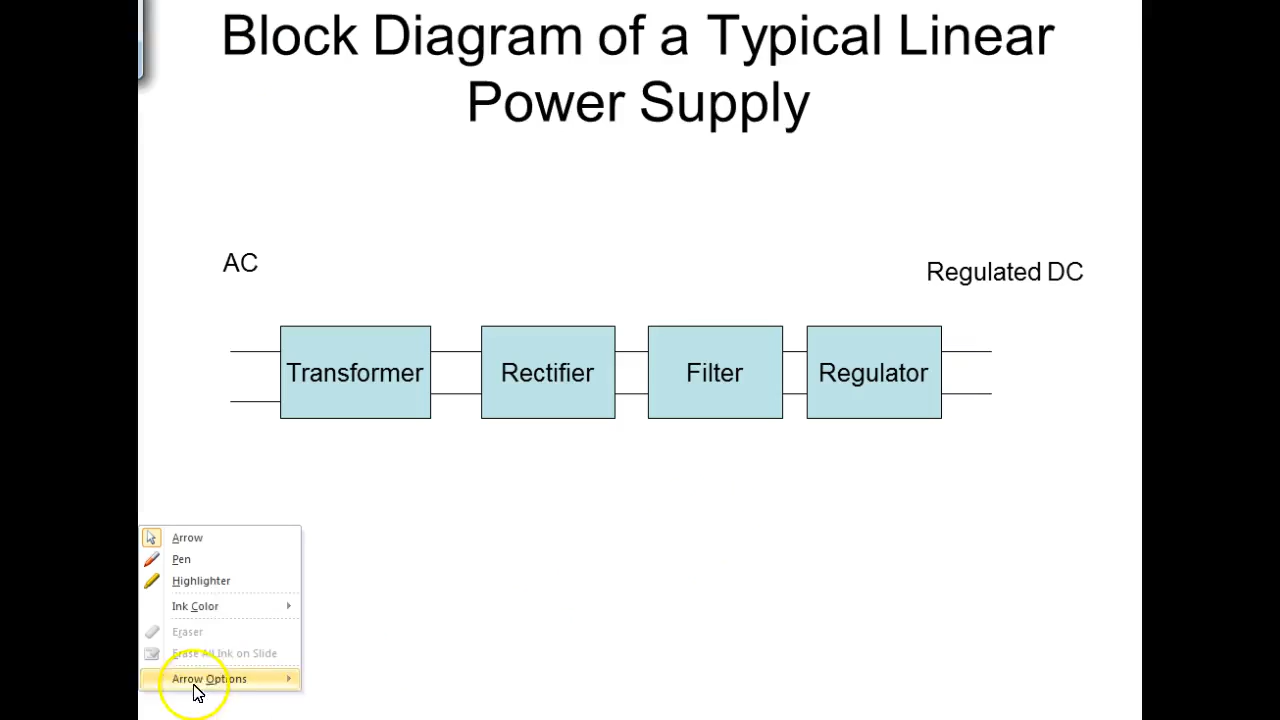 Block Diagram of a Typical Linear
Power Supply
AC
Regulated DC
Transformer
Rectifier
Filter
Regulator
Arrow
Pen
Highlighter
Ink Color
Eraser
Erase All Ink on Slide
Arrow Options